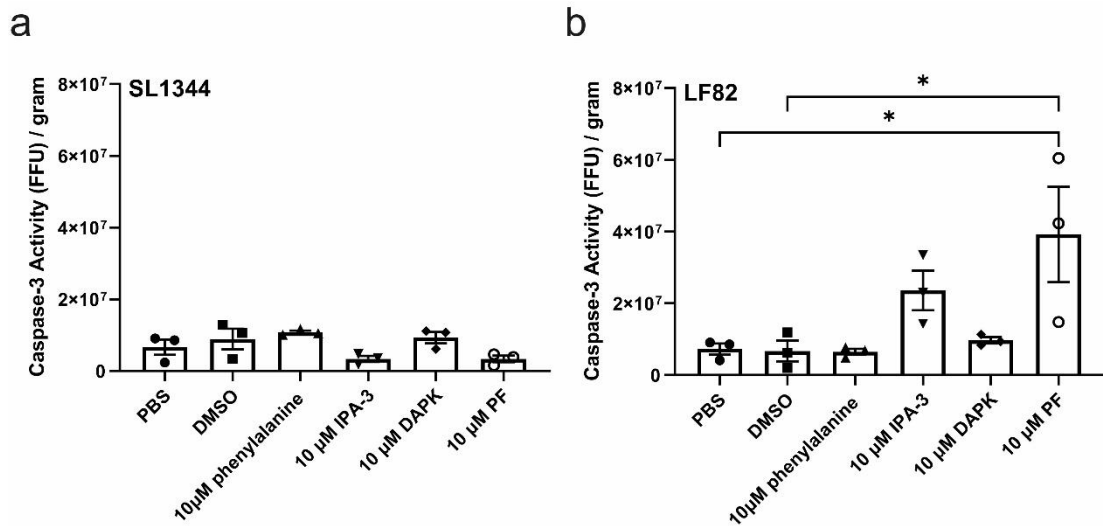 a
SL1344
Caspase-3 Activity (FFU) / gram
8×10⁷
6×10⁷
4×10⁷
2×10⁷
0
PBS
DMSO
10µM phenylalanine
10 µM IPA-3
10 µM DAPK
10 µM PF
b
LF82
Caspase-3 Activity (FFU) / gram
8×10⁷
6×10⁷
4×10⁷
2×10⁷
0
*
*
PBS
DMSO
10µM phenylalanine
10 µM IPA-3
10 µM DAPK
10 µM PF